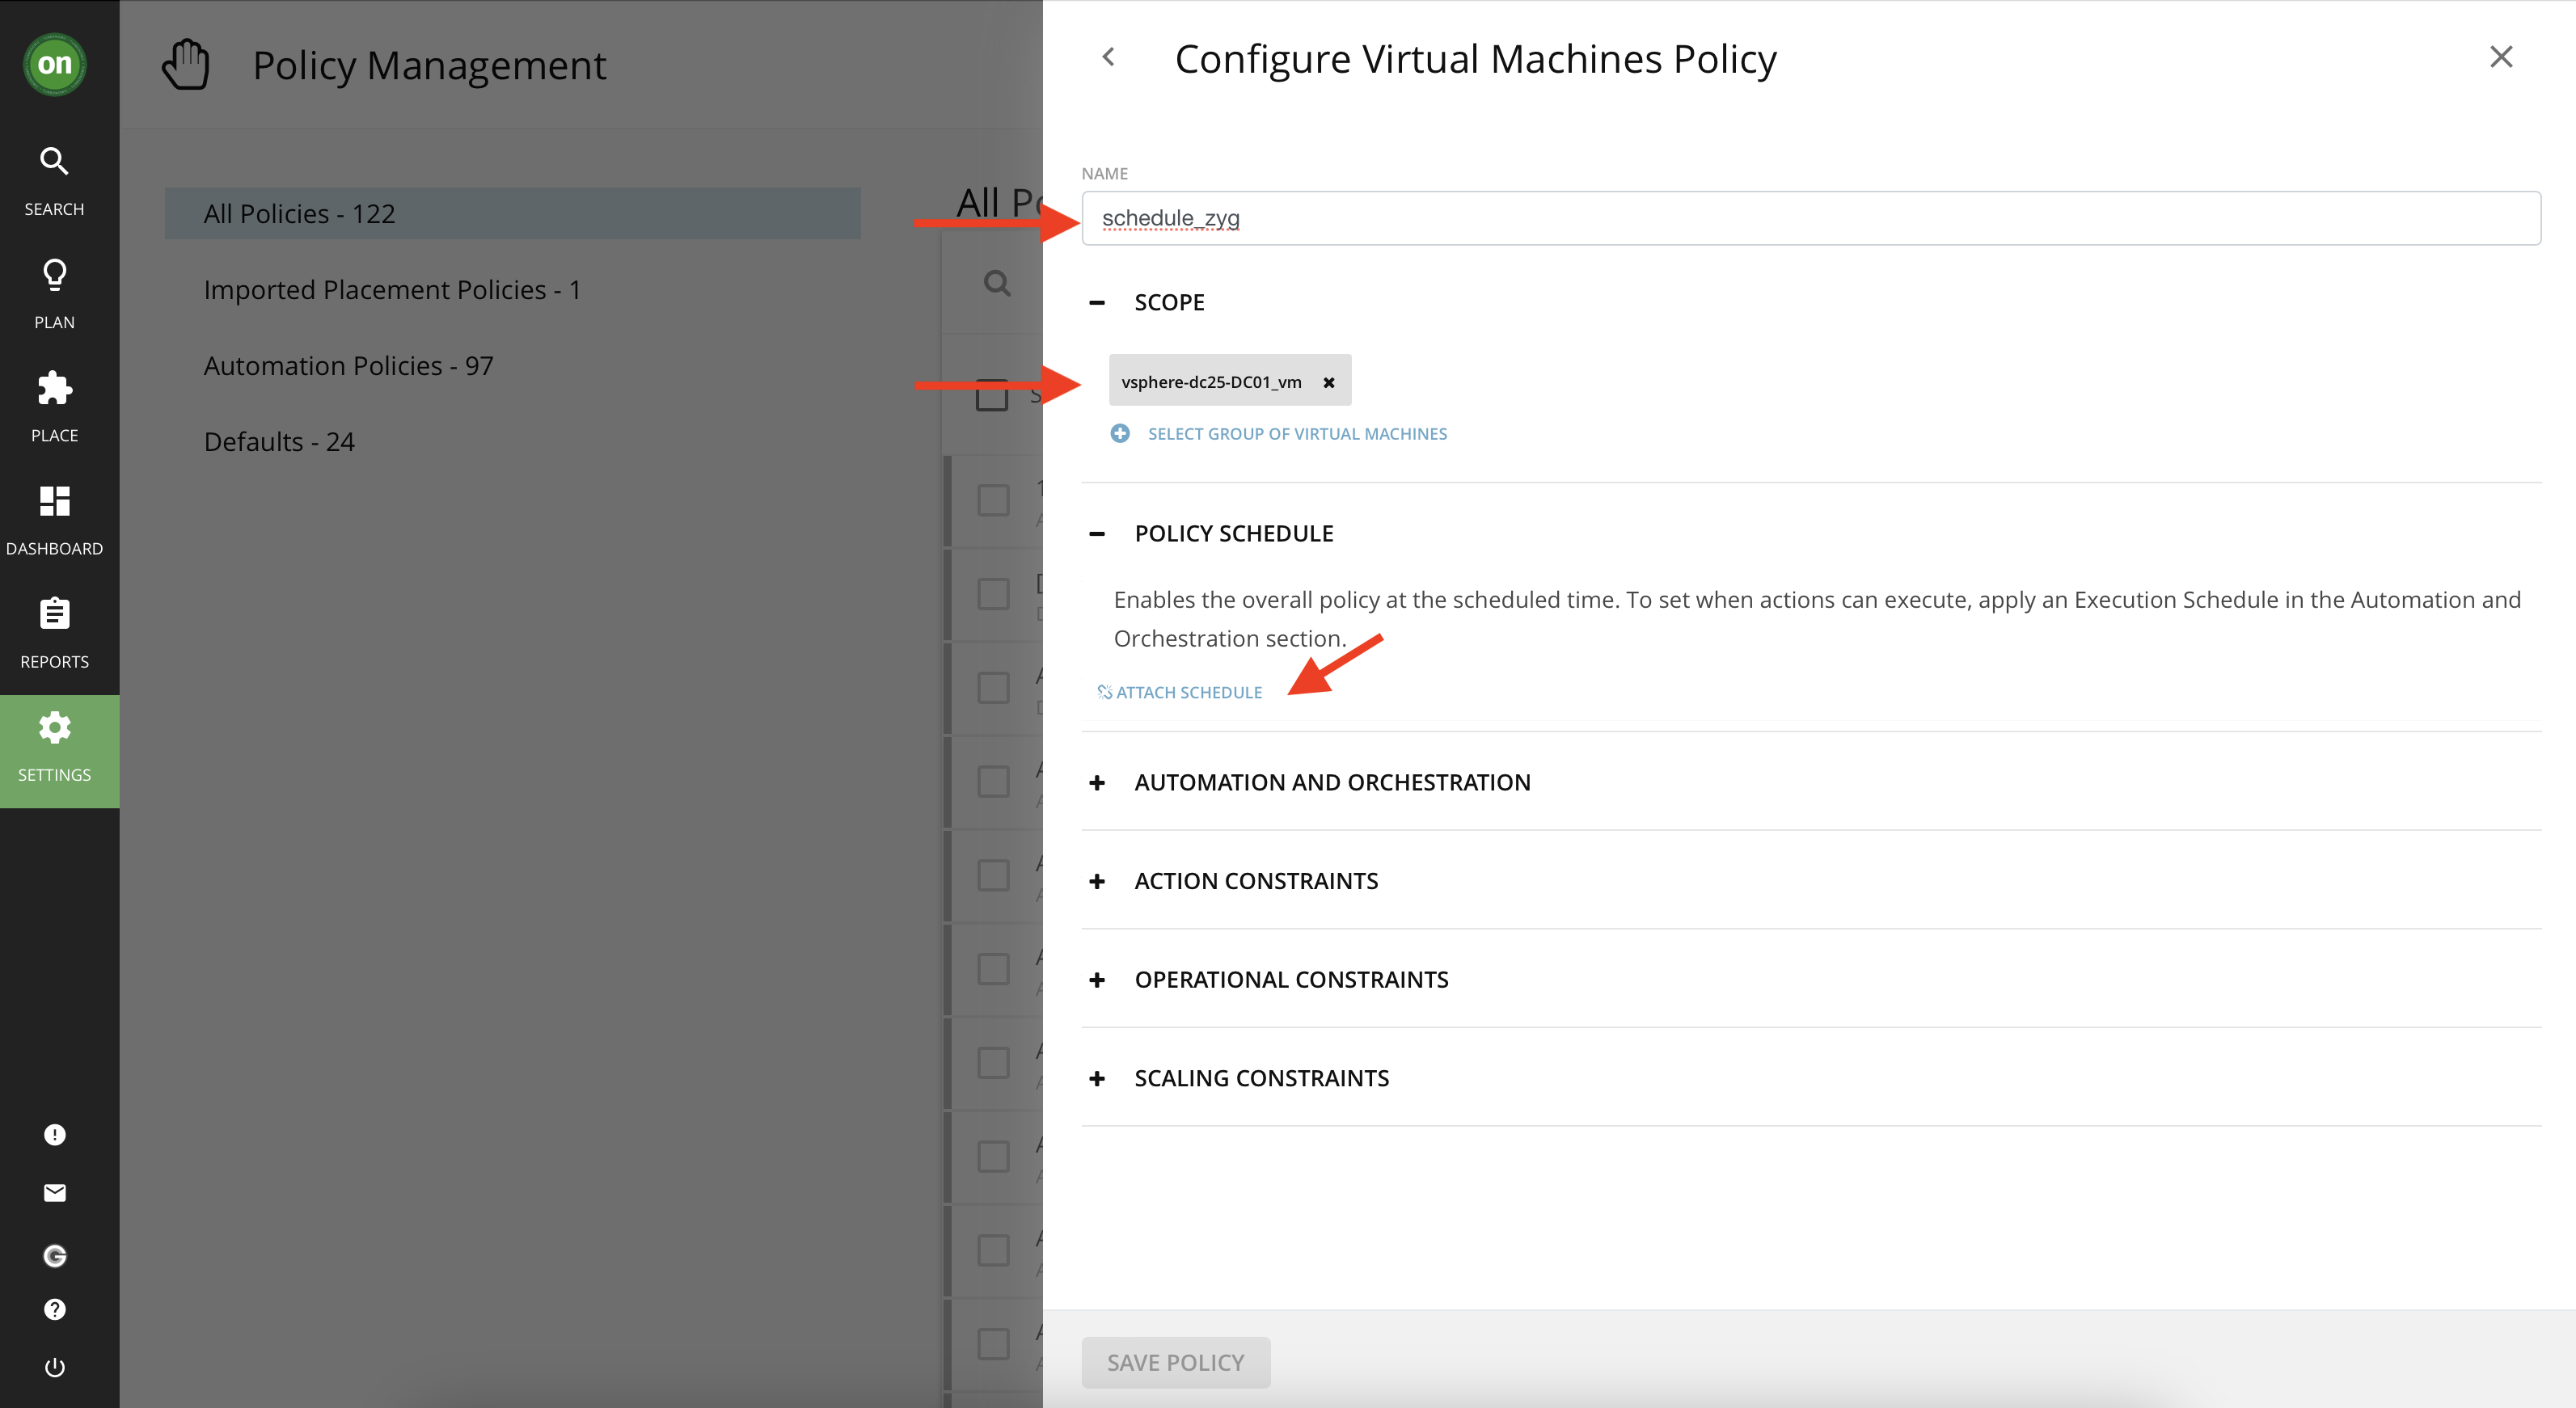 on
Policy Management
SEARCH
PLAN
PLACE
DASHBOARD
REPORTS
SETTINGS
All Policies - 122
Imported Placement Policies - 1
Automation Policies - 97
Defaults - 24
All Po
Configure Virtual Machines Policy
NAME
schedule_zyg
SCOPE
vsphere-dc25-DC01_vm
SELECT GROUP OF VIRTUAL MACHINES
POLICY SCHEDULE
Enables the overall policy at the scheduled time. To set when actions can execute, apply an Execution Schedule in the Automation and
Orchestration section.
ATTACH SCHEDULE
AUTOMATION AND ORCHESTRATION
ACTION CONSTRAINTS
OPERATIONAL CONSTRAINTS
SCALING CONSTRAINTS
SAVE POLICY